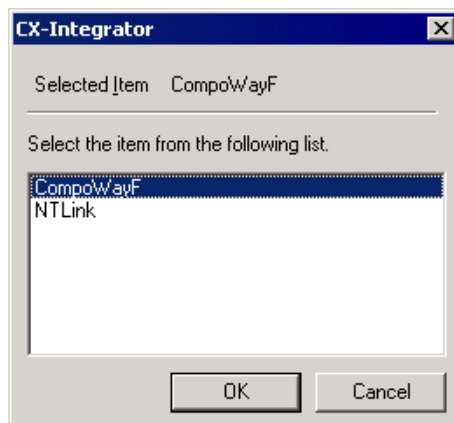 CX-Integrator
Selected Item CompoWayF
Select the item from the following list.
CompoWayF
NTLink
OK Cancel